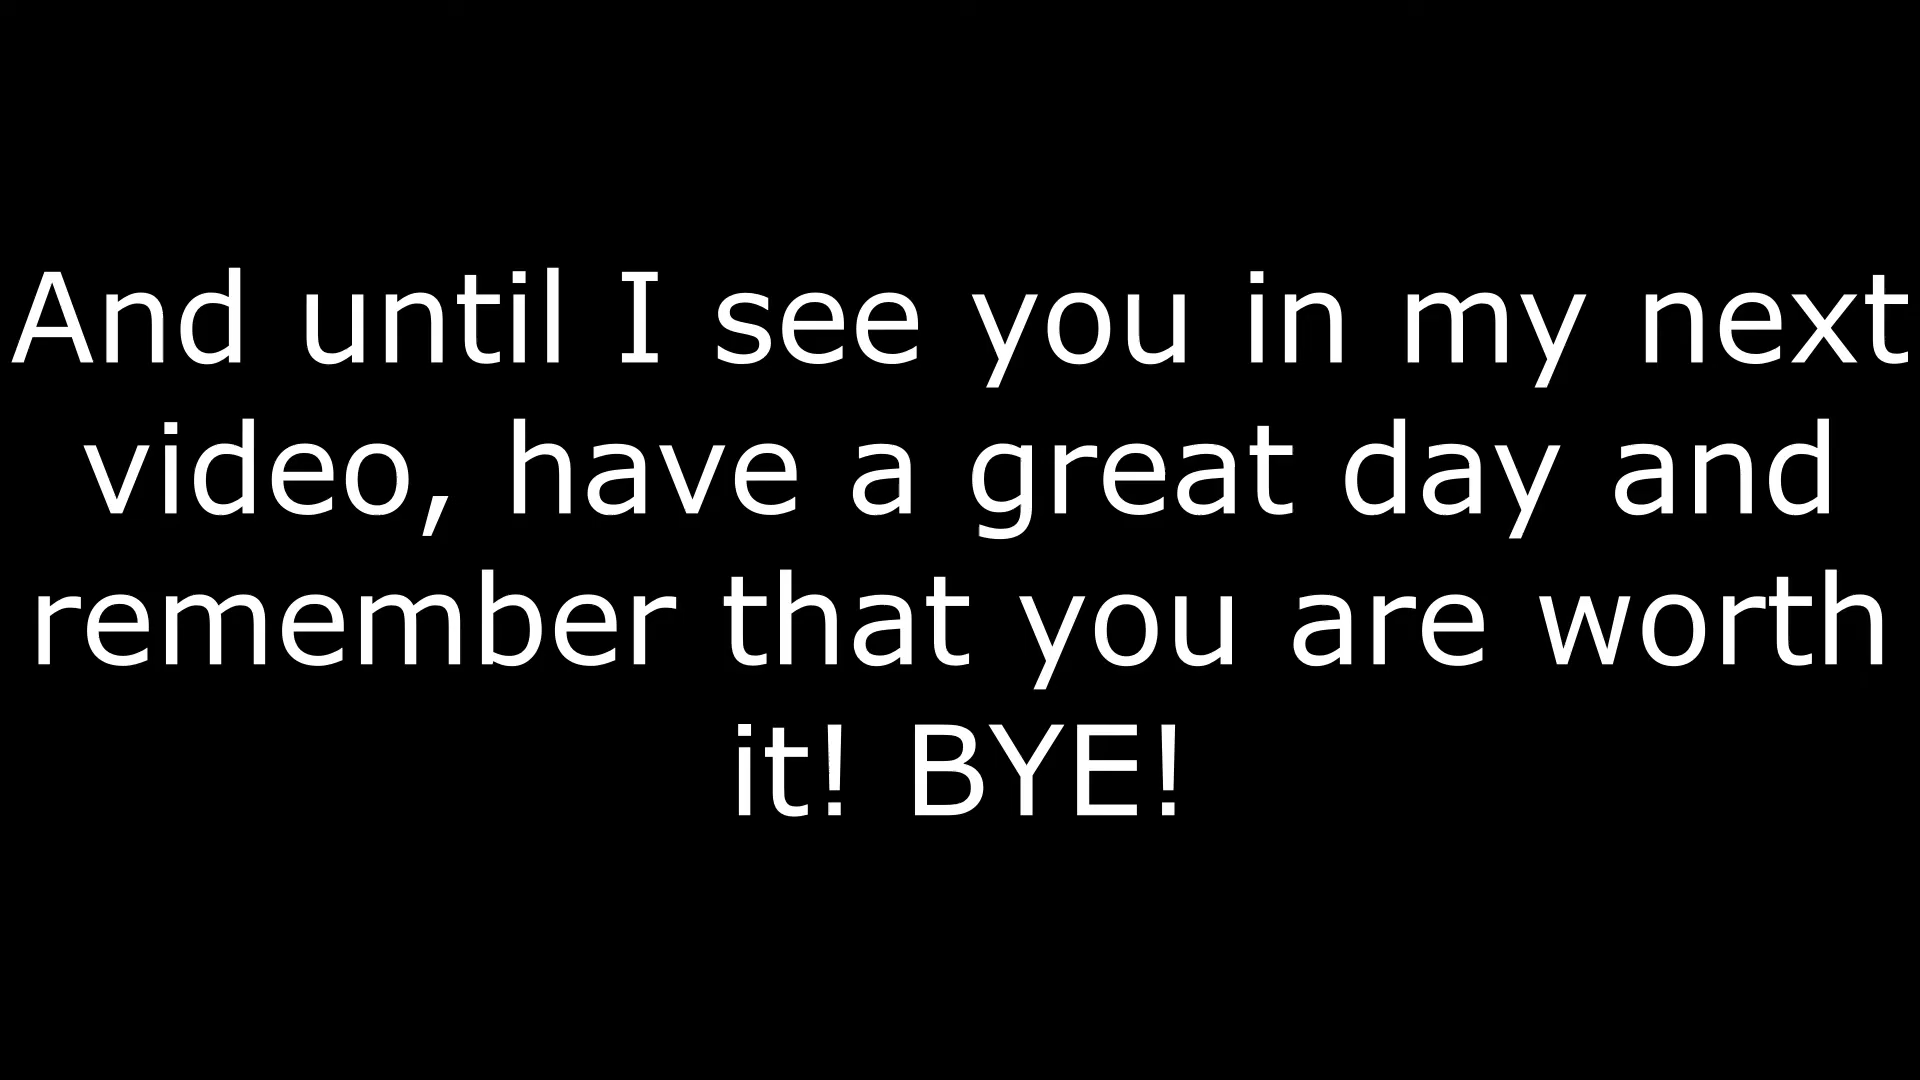 And until I see you in my next
video, have a great day and
remember that you are worth
it! BYE!